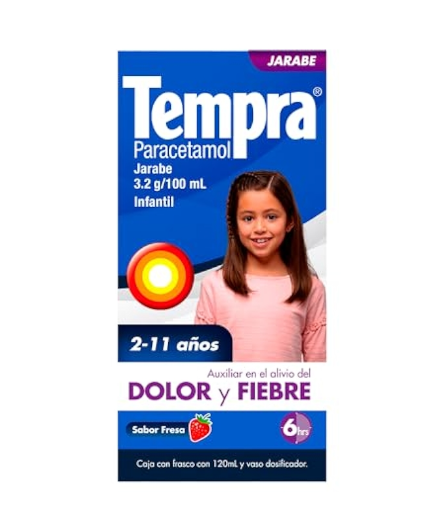 JARABE
Tempra®
Paracetamol
Jarabe
3.2 g/100 mL
Infantil
2-11 años
Auxiliar en el alivio del
DOLOR y FIEBRE
Sabor Fresa
6hrs
Caja con frasco con 120mL y vaso dosificador.